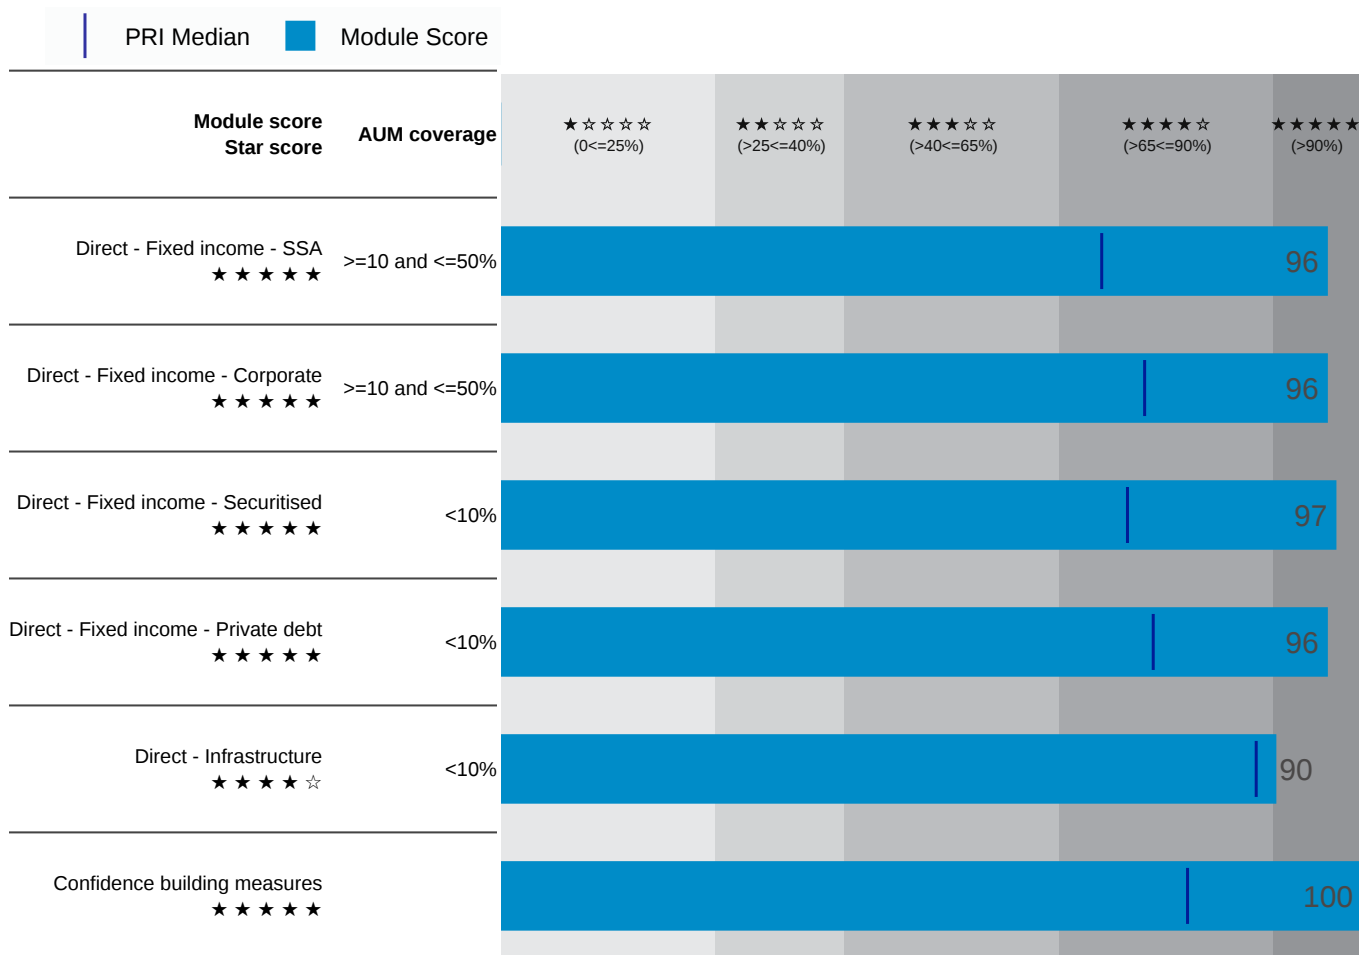 PRI Median Module Score
Module score
Star score
AUM coverage
★☆☆☆☆ ★★☆☆☆ ★★★☆☆ ★★★★☆ ★★★★★
(0<=25%) (>25<=40%) (>40<=65%) (>65<=90%) (>90%)
Direct - Fixed income - SSA
★★★★★
>=10 and <=50%
96
Direct - Fixed income - Corporate
★★★★★
>=10 and <=50%
96
Direct - Fixed income - Securitised
★★★★★
<10%
97
Direct - Fixed income - Private debt
★★★★★
<10%
96
Direct - Infrastructure
★★★★☆
<10%
90
Confidence building measures
★★★★★
100